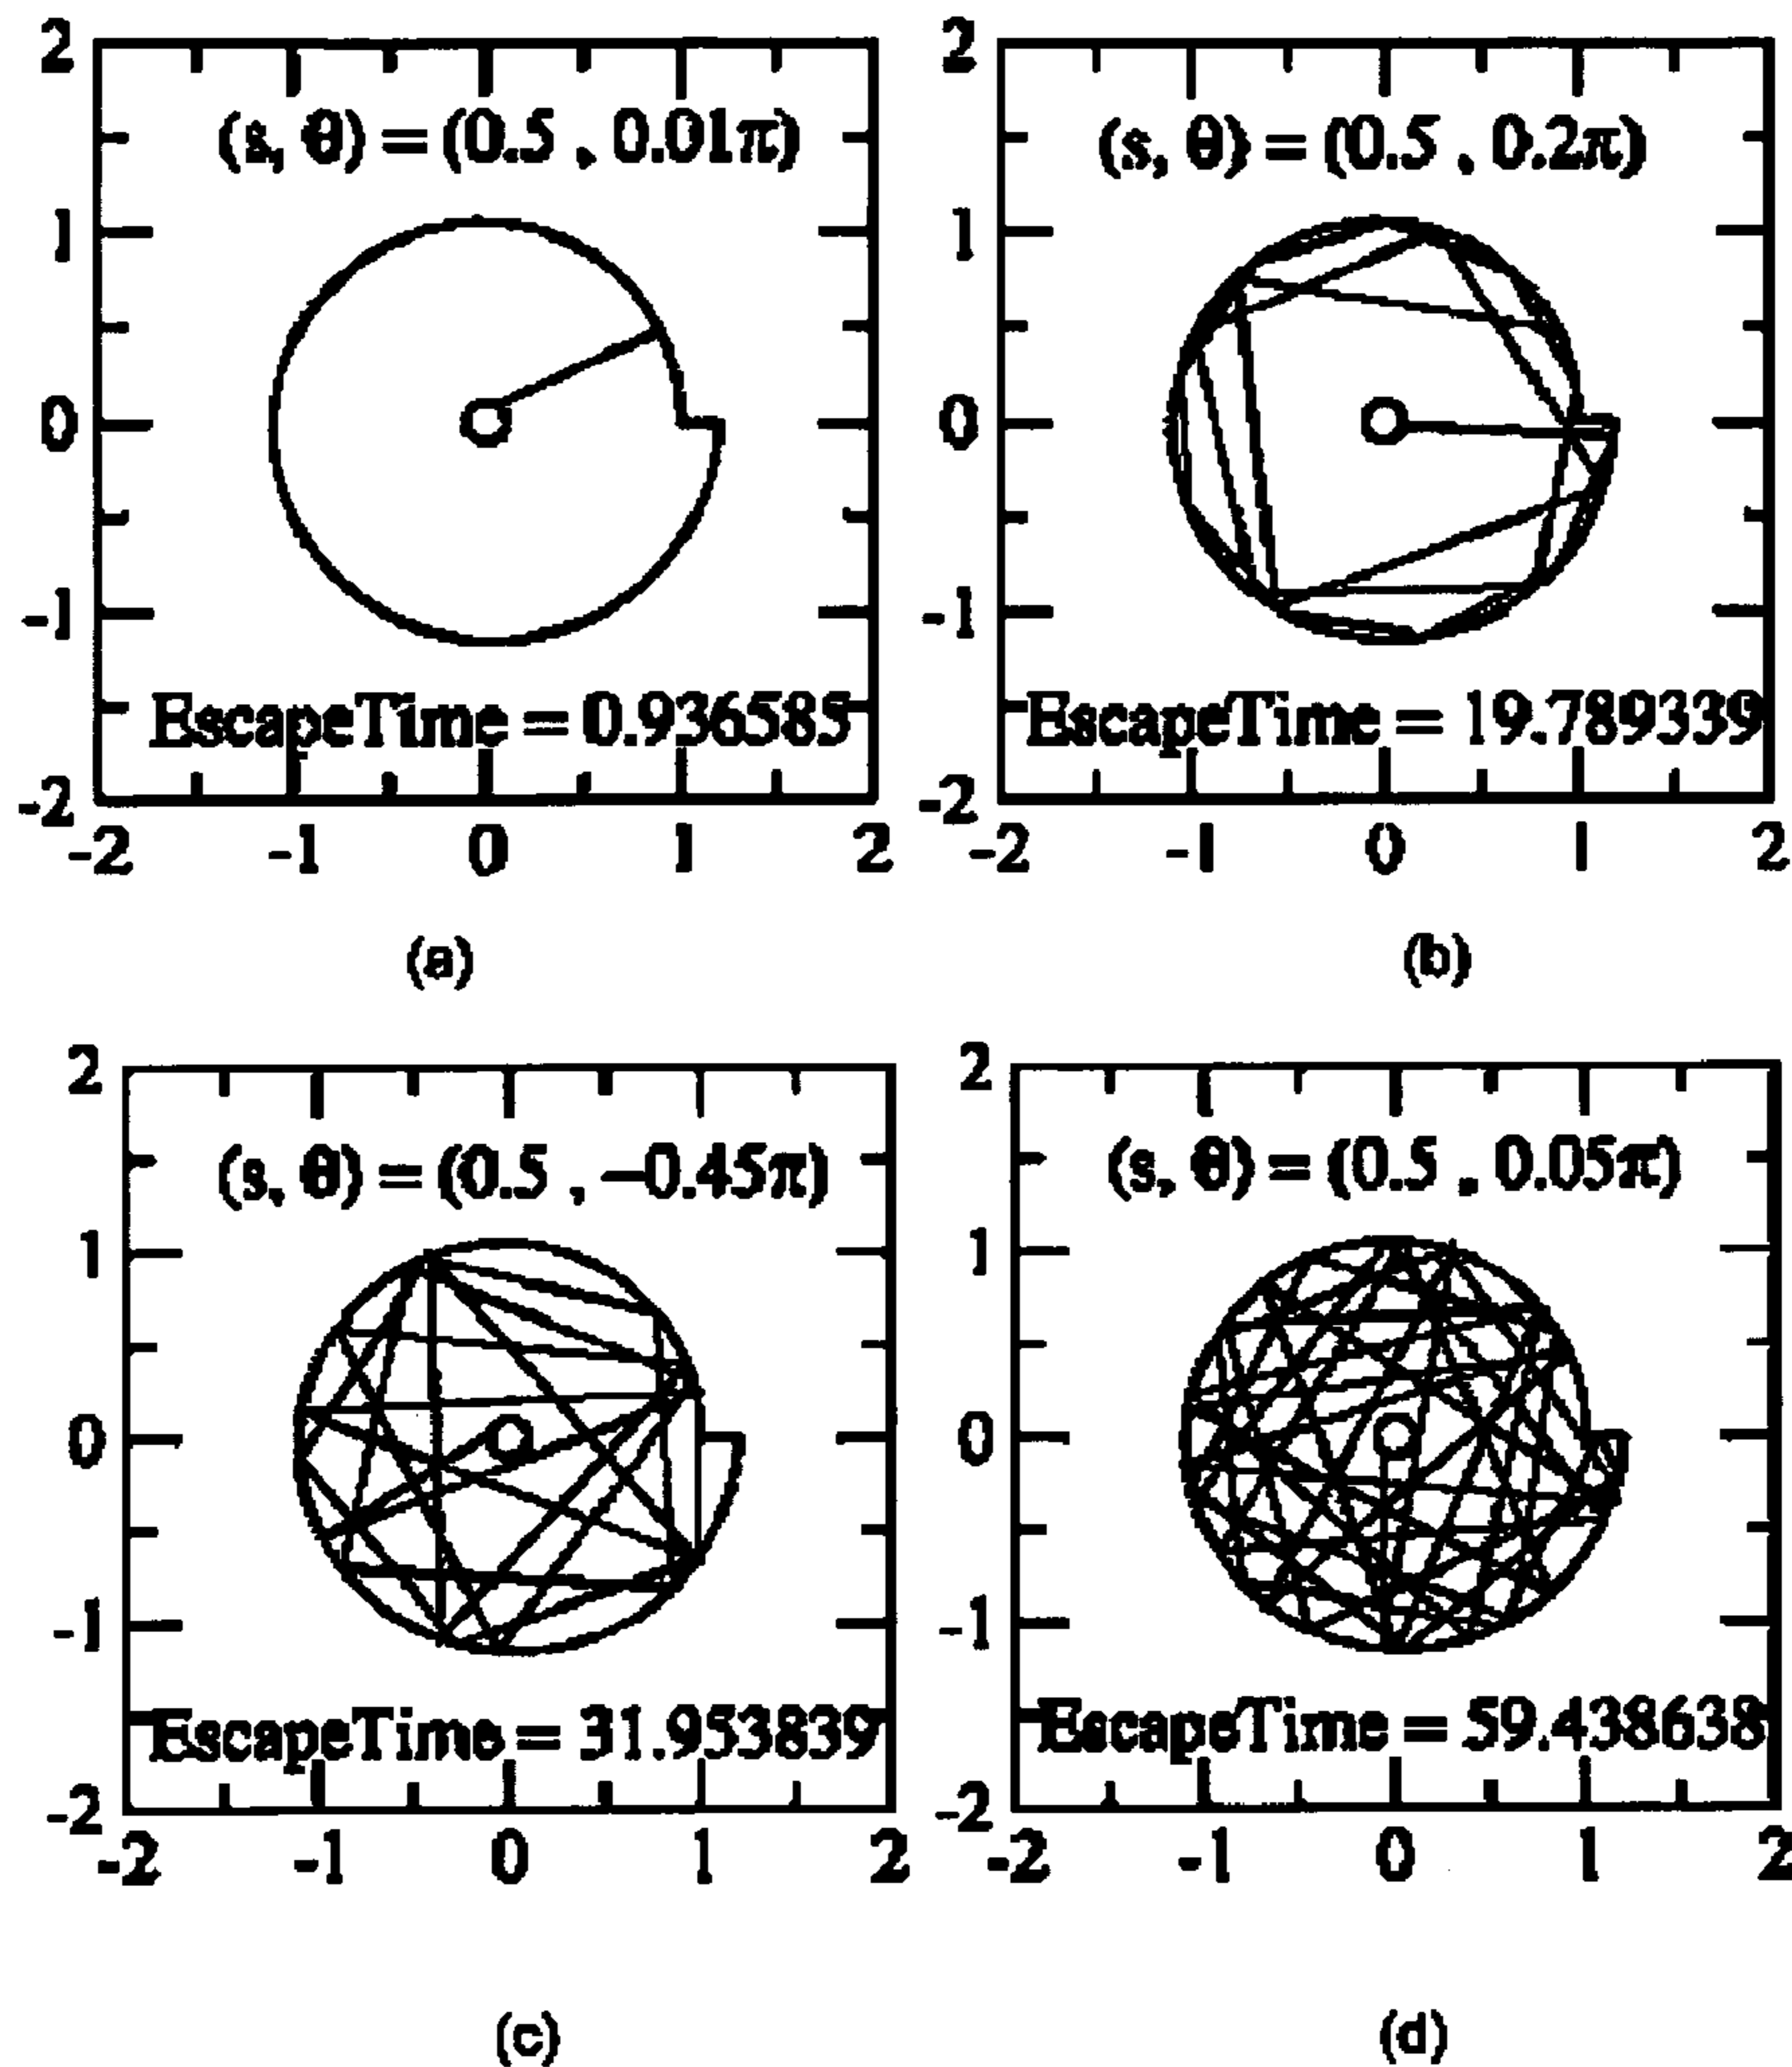 2
(s, θ) = (0.5 , 0.01π)
1
0
-1
EscapeTime = 0.936585
-2
-2 -1 0 1 2
(a)
2
(s, θ) = (0.5 , 0.2π)
1
0
-1
EscapeTime = 19.789339
-2
-2 -1 0 1 2
(b)
2
(s, θ) = (0.5 , −0.45π)
1
0
-1
EscapeTime = 31.953839
-2
-2 -1 0 1 2
(c)
2
(s, θ) = (0.5 , 0.05π)
1
0
-1
EscapeTime = 59.438638
-2
-2 -1 0 1 2
(d)